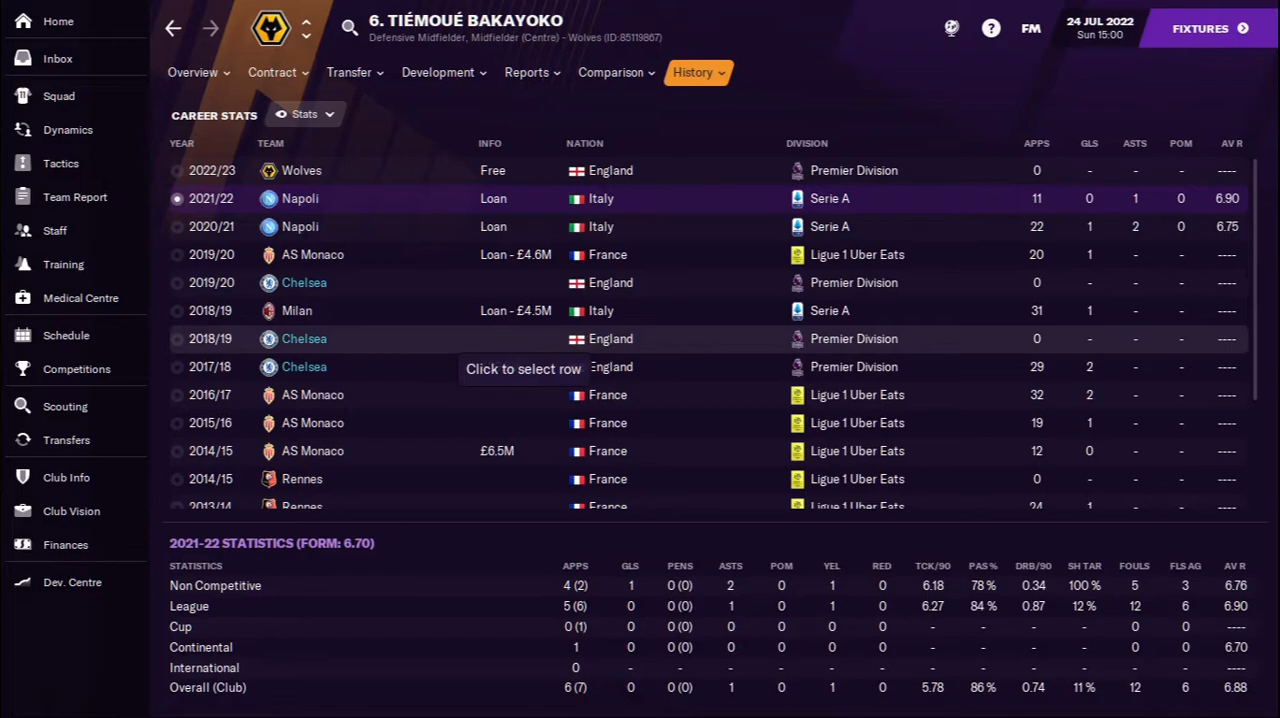 Home
Inbox
Squad
Dynamics
Tactics
Team Report
Staff
Training
Medical Centre
Schedule
Competitions
Scouting
Transfers
Club Info
Club Vision
Finances
Dev. Centre
6. TIÉMOUÉ BAKAYOKO
Defensive Midfielder, Midfielder (Centre) - Wolves (ID:85119867)
FM
24 JUL 2022
Sun 15:00
FIXTURES
Overview Contract Transfer Development Reports Comparison History
CAREER STATS Stats
YEAR TEAM INFO NATION DIVISION APPS GLS ASTS POM AV R
2022/23 Wolves Free England Premier Division 0 - - - ----
2021/22 Napoli Loan Italy Serie A 11 0 1 0 6.90
2020/21 Napoli Loan Italy Serie A 22 1 2 0 6.75
2019/20 AS Monaco Loan - £4.6M France Ligue 1 Uber Eats 20 1 - - ----
2019/20 Chelsea England Premier Division 0 - - - ----
2018/19 Milan Loan - £4.5M Italy Serie A 31 1 - - ----
2018/19 Chelsea England Premier Division 0 - - - ----
2017/18 Chelsea England Premier Division 29 2 - - ----
Click to select row
2016/17 AS Monaco France Ligue 1 Uber Eats 32 2 - - ----
2015/16 AS Monaco France Ligue 1 Uber Eats 19 1 - - ----
2014/15 AS Monaco £6.5M France Ligue 1 Uber Eats 12 0 - - ----
2014/15 Rennes France Ligue 1 Uber Eats 0 - - - ----
2013/14 Rennes France Ligue 1 Uber Eats 24 1 - - ----
2021-22 STATISTICS (FORM: 6.70)
STATISTICS APPS GLS PENS ASTS POM YEL RED TCK/90 PAS % DRB/90 SH TAR FOULS FLS AG AV R
Non Competitive 4 (2) 1 0 (0) 2 0 1 0 6.18 78 % 0.34 100 % 5 3 6.76
League 5 (6) 0 0 (0) 1 0 1 0 6.27 84 % 0.87 12 % 12 6 6.90
Cup 0 (1) 0 0 (0) 0 0 0 0 - - - - 0 0 ----
Continental 1 0 0 (0) 0 0 0 0 - - - - 0 0 6.70
International 0 - - - - - - - - - - - - ----
Overall (Club) 6 (7) 0 0 (0) 1 0 1 0 5.78 86 % 0.74 11 % 12 6 6.88